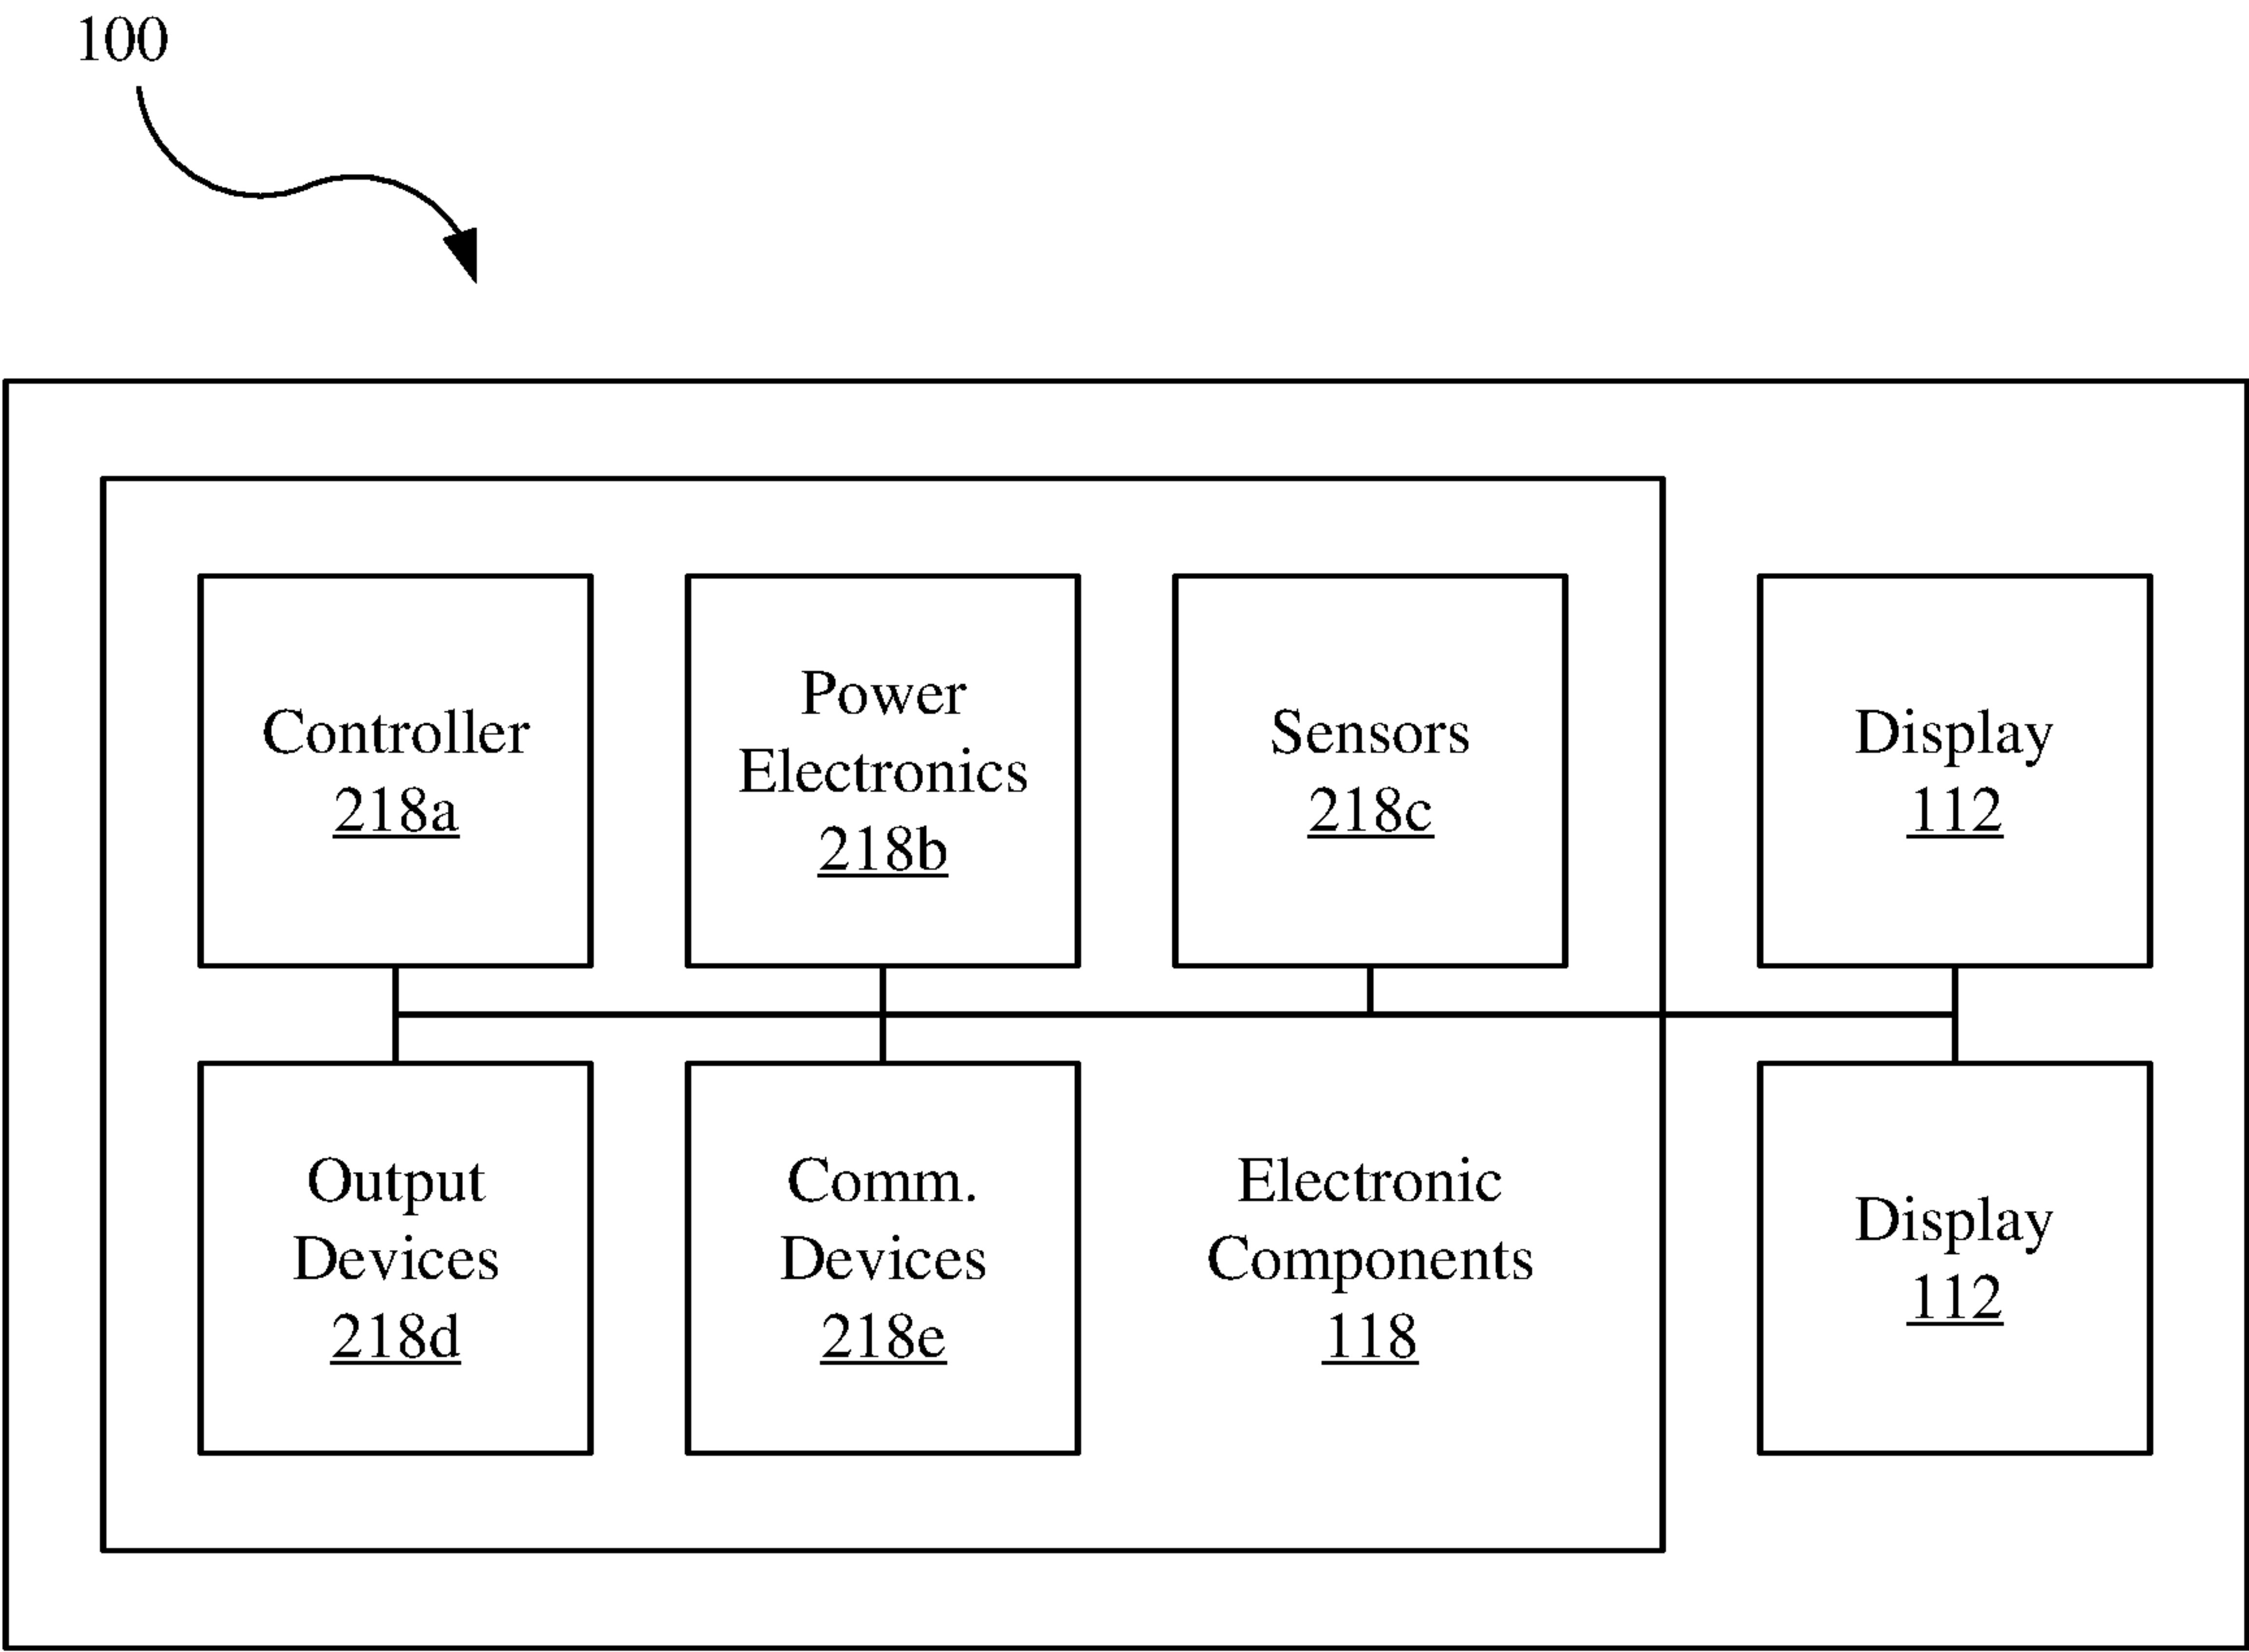 100
Controller
218a
Power
Electronics
218b
Sensors
218c
Display
112
Output
Devices
218d
Comm.
Devices
218e
Electronic
Components
118
Display
112